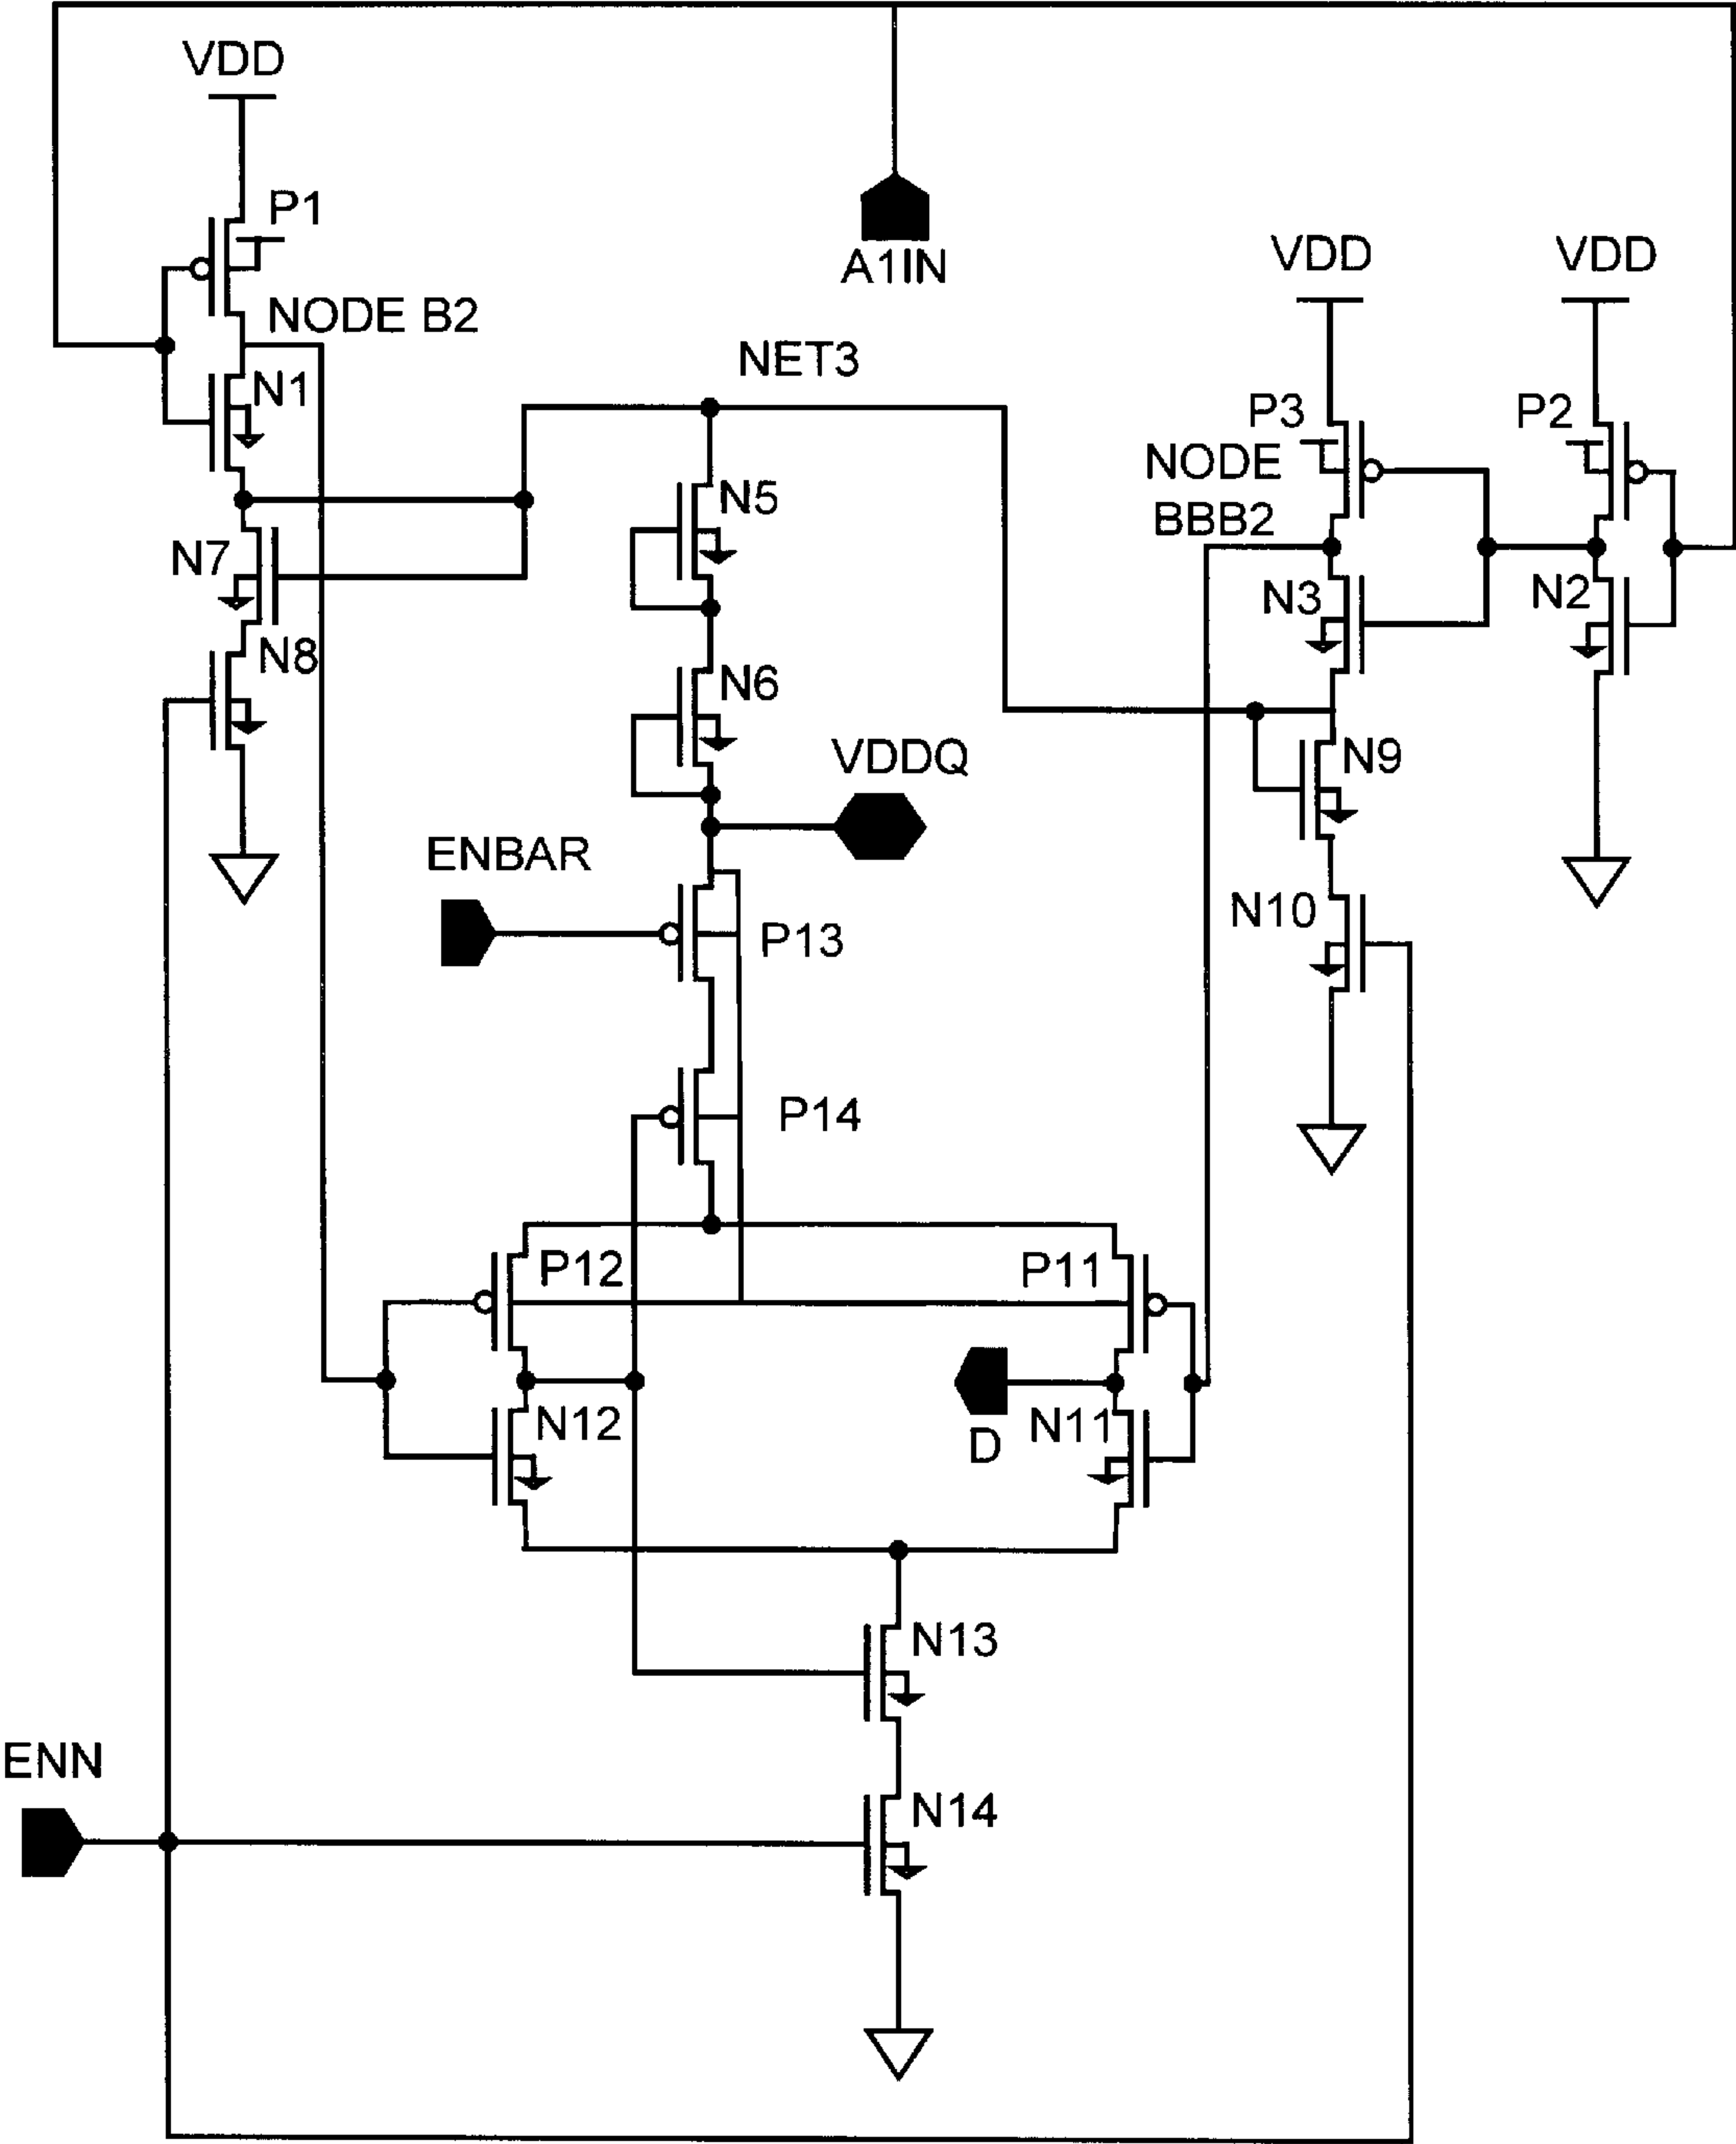 VDD
P1
A1IN
VDD
VDD
NODE B2
NET3
N1
P3
P2
NODE
BBB2
N5
N7
N3
N2
N8
N6
VDDQ
N9
ENBAR
N10
P13
P14
P12
P11
N12
N11
D
N13
ENN
N14